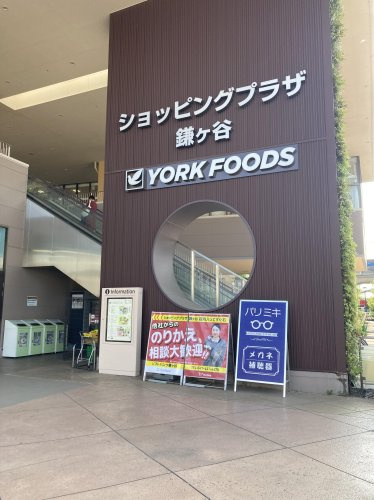 ショッピングプラザ
鎌ヶ谷
YORK FOODS
Information
他社からの
のりかえ、
相談大歓迎!!
パリミキ
メガネ
補聴器